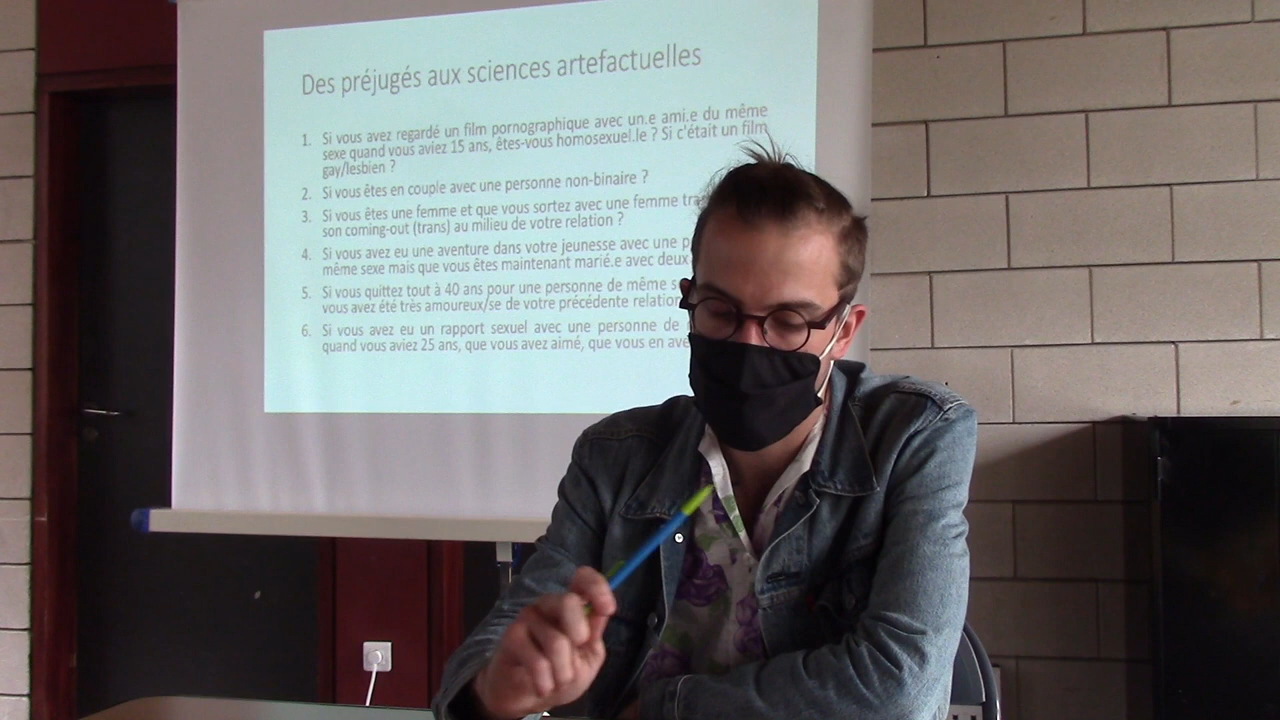 Des préjugés aux sciences artefactuelles
1. Si vous avez regardé un film pornographique avec un.e ami.e du même
sexe quand vous aviez 15 ans, êtes-vous homosexuel.le ? Si c'était un film
gay/lesbien ?
2. Si vous êtes en couple avec une personne non-binaire ?
3. Si vous êtes une femme et que vous sortez avec une femme
son coming-out (trans) au milieu de votre relation ?
4. Si vous avez eu une aventure dans votre jeunesse avec une
même sexe mais que vous êtes maintenant marié.e avec deux
5. Si vous quittez tout à 40 ans pour une personne de même
vous avez été très amoureux/se de votre précédente
6. Si vous avez eu un rapport sexuel avec une personne de
quand vous aviez 25 ans, que vous avez aimé, que vous en